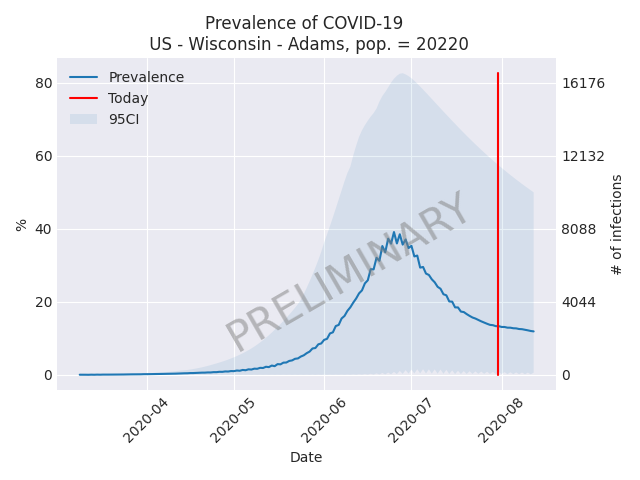 Prevalence of COVID-19
US - Wisconsin - Adams, pop. = 20220
Prevalence
Today
95CI
80
60
40
20
0
%
16176
12132
8088
4044
0
# of infections
PRELIMINARY
2020-04
2020-05
2020-06
2020-07
2020-08
Date